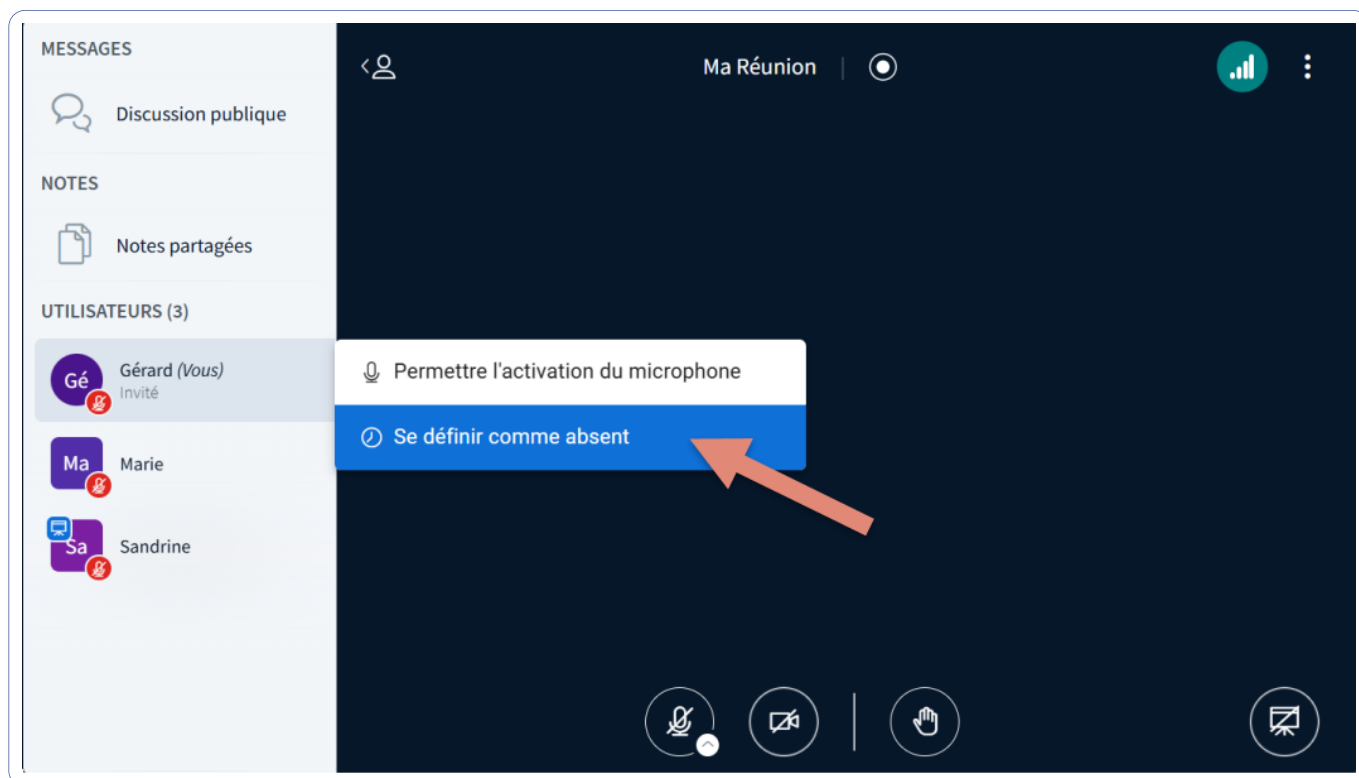 MESSAGES
Discussion publique
NOTES
Notes partagées
UTILISATEURS (3)
Gé
Gérard (Vous)
Invité
Ma
Marie
Sa
Sandrine
Ma Réunion
Permettre l'activation du microphone
Se définir comme absent